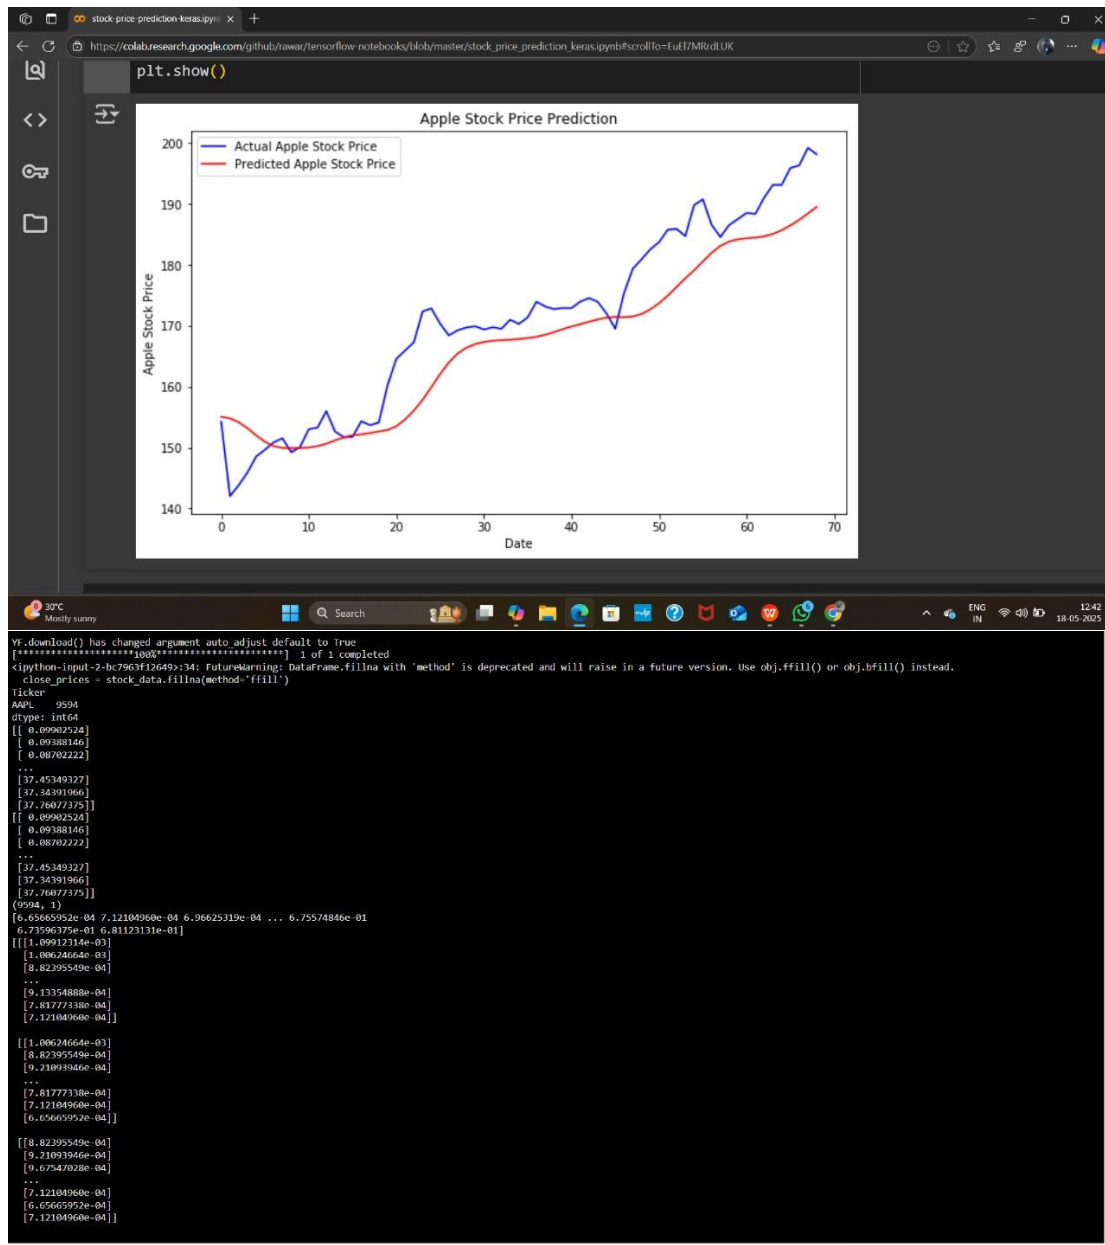 stock-price-prediction-keras.ipyn
https://colab.research.google.com/github/rawar/tensorflow-notebooks/blob/master/stock_price_prediction_keras.ipynb#scrollTo=EuEl7MRrdLUK
plt.show()
Apple Stock Price Prediction
Actual Apple Stock Price
Predicted Apple Stock Price
200
190
180
170
160
150
140
Apple Stock Price
0 10 20 30 40 50 60 70
Date
8
30°C
Mostly sunny
Search
ENG
IN
12:42
18-05-2025
YF.download() has changed argument auto_adjust default to True
[*********************100%***********************]  1 of 1 completed
<ipython-input-2-bc7963f12649>:34: FutureWarning: DataFrame.fillna with 'method' is deprecated and will raise in a future version. Use obj.ffill() or obj.bfill() instead.
close_prices = stock_data.fillna(method='ffill')
Ticker
AAPL    9594
dtype: int64
[[ 0.09902524]
[ 0.09388146]
[ 0.08702222]
...
[37.45349327]
[37.34391966]
[37.76077375]]
[[ 0.09902524]
[ 0.09388146]
[ 0.08702222]
...
[37.45349327]
[37.34391966]
[37.76077375]]
(9594, 1)
[6.65665952e-04 7.12104960e-04 6.96625319e-04 ... 6.75574846e-01
6.73596375e-01 6.81123131e-01]
[[[1.09912314e-03]
[1.00624664e-03]
[8.82395549e-04]
...
[9.13354888e-04]
[7.81777338e-04]
[7.12104960e-04]]
[[1.00624664e-03]
[8.82395549e-04]
[9.21093946e-04]
...
[7.81777338e-04]
[7.12104960e-04]
[6.65665952e-04]]
[[8.82395549e-04]
[9.21093946e-04]
[9.67547028e-04]
...
[7.12104960e-04]
[6.65665952e-04]
[7.12104960e-04]]